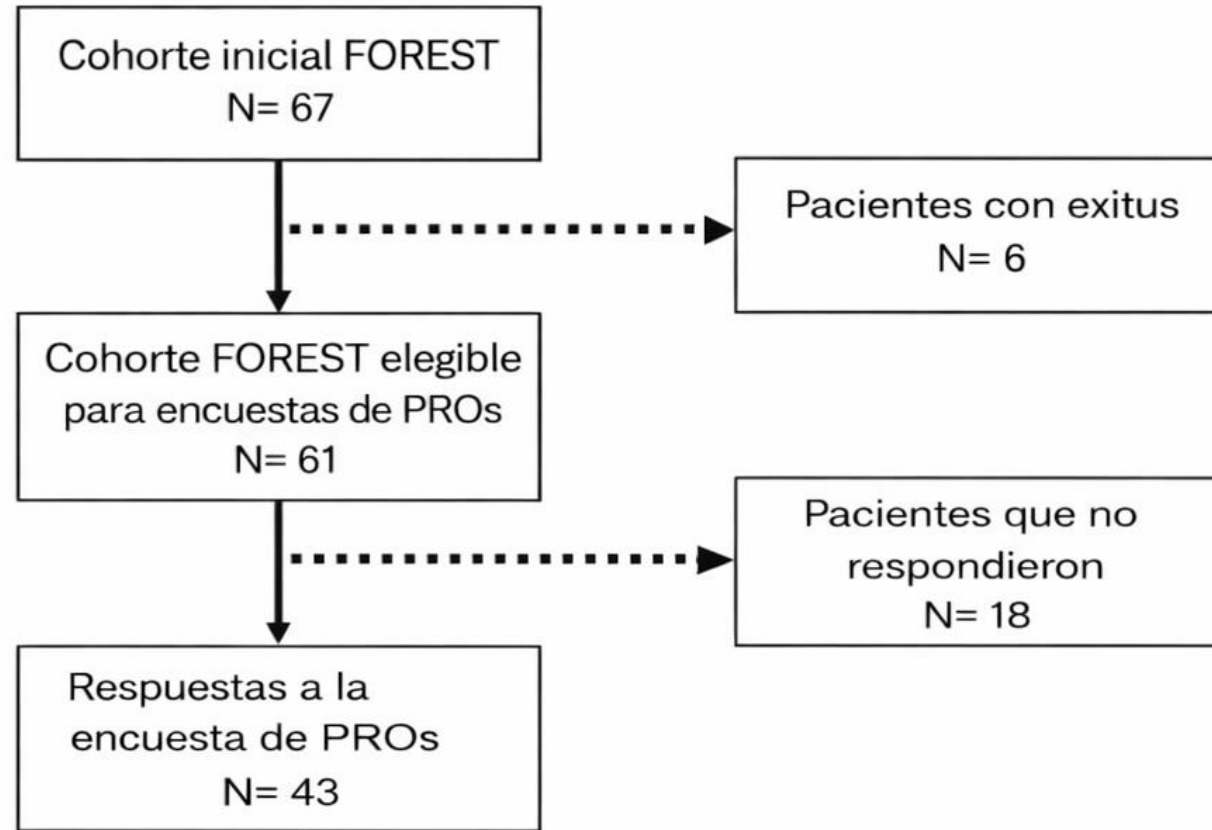 Cohorte inicial FOREST
N= 67
Pacientes con exitus
N= 6
Cohorte FOREST elegible
para encuestas de PROs
N= 61
Pacientes que no
respondieron
N= 18
Respuestas a la
encuesta de PROs
N= 43